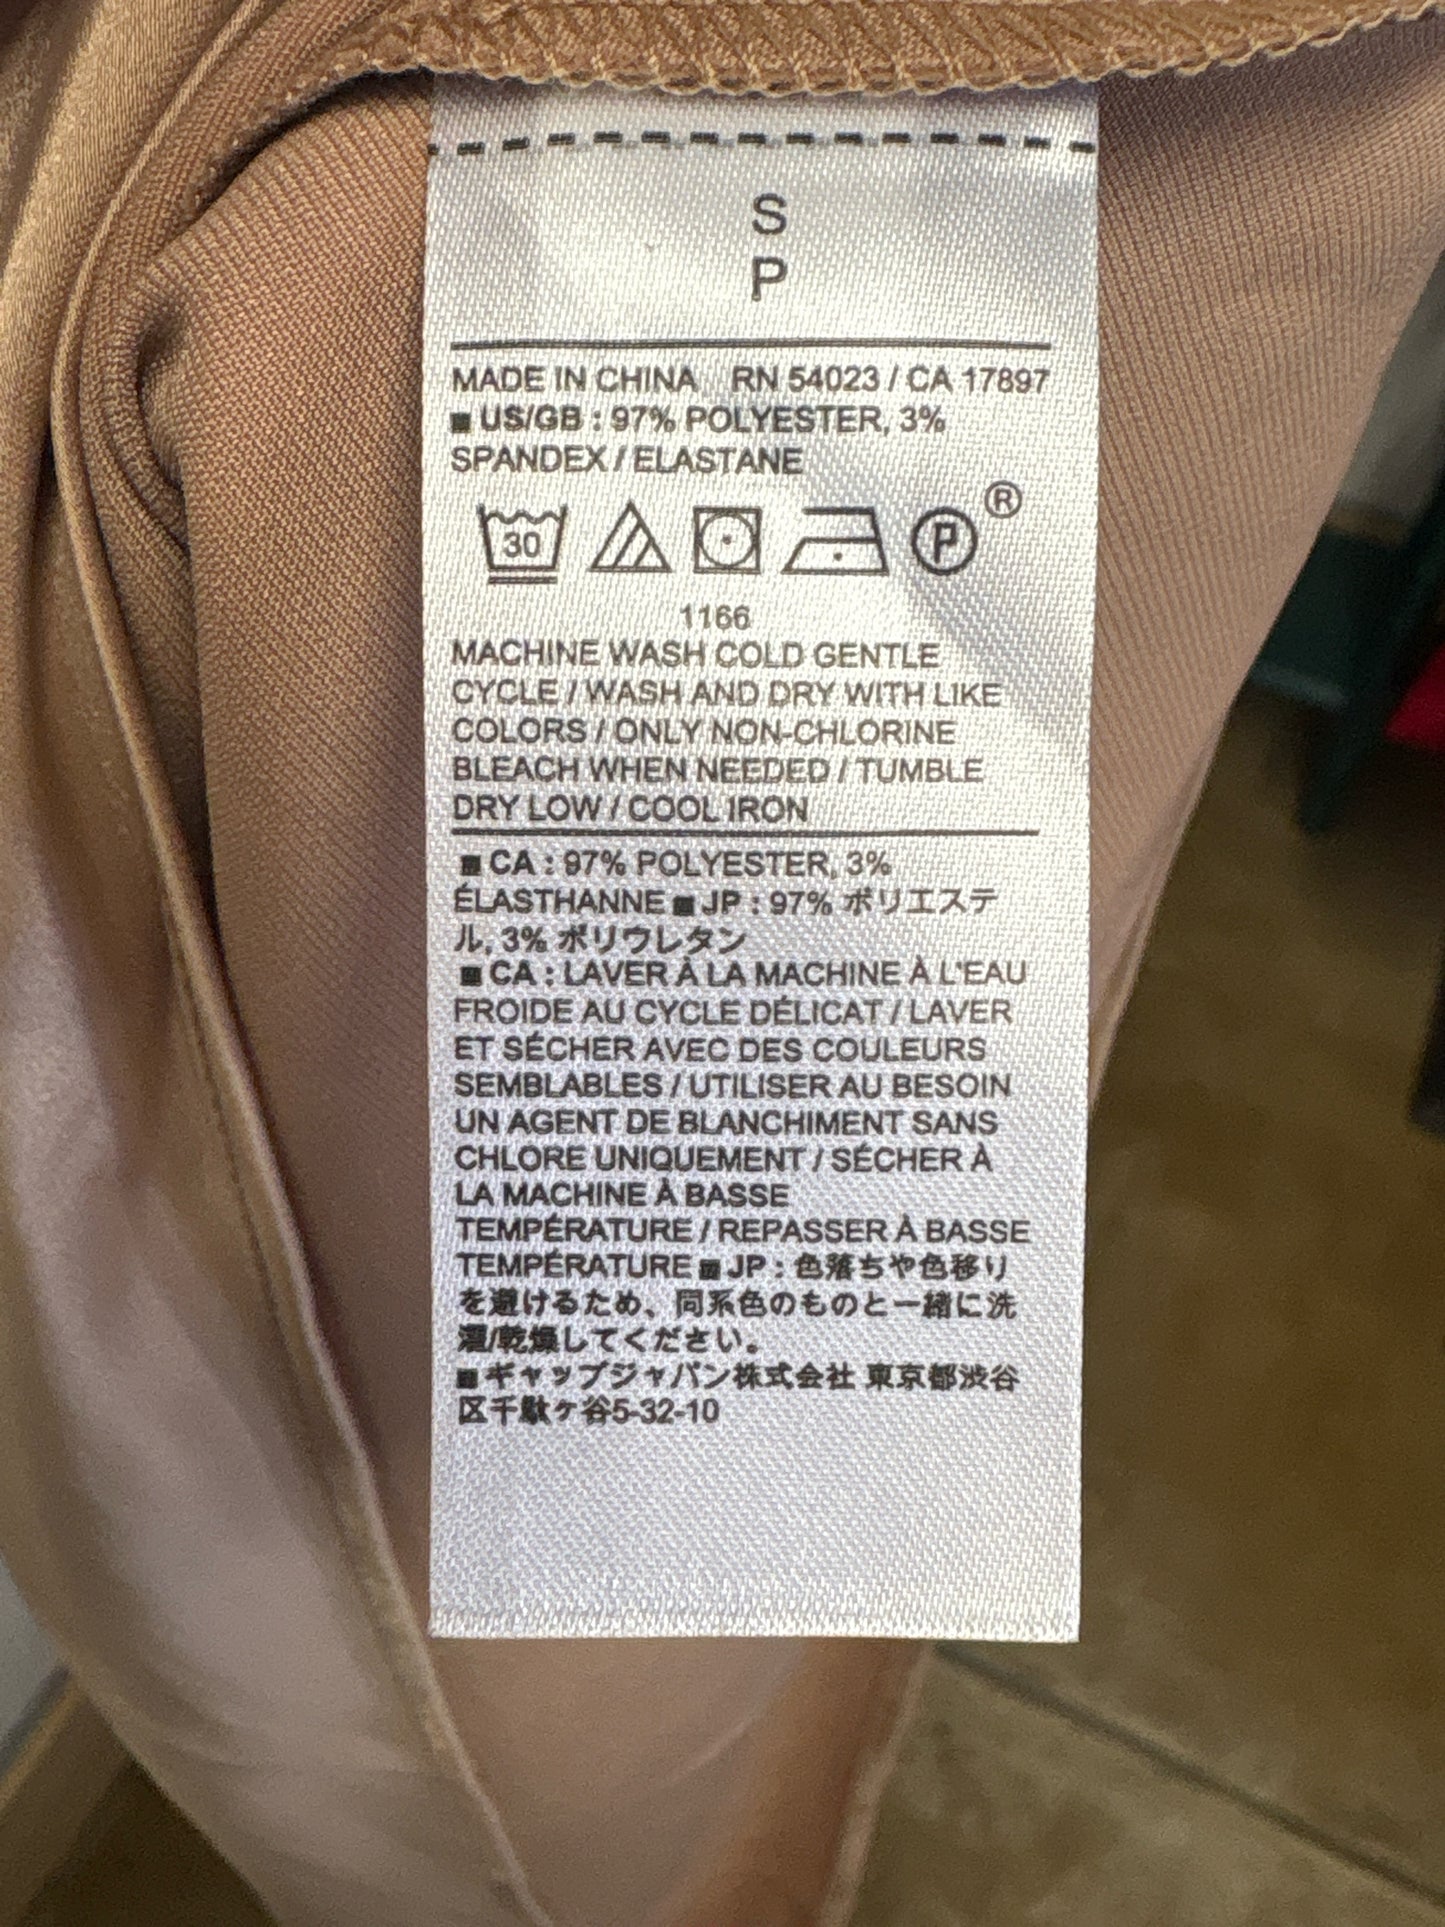 S
P
MADE IN CHINA RN 54023 / CA 17897
■ US/GB : 97% POLYESTER, 3%
SPANDEX / ELASTANE
30 P ®
1166
MACHINE WASH COLD GENTLE
CYCLE / WASH AND DRY WITH LIKE
COLORS / ONLY NON-CHLORINE
BLEACH WHEN NEEDED / TUMBLE
DRY LOW / COOL IRON
■ CA : 97% POLYESTER, 3%
ÉLASTHANNE ■ JP : 97% ポリエステ
ル, 3% ポリウレタン
■ CA : LAVER À LA MACHINE À L'EAU
FROIDE AU CYCLE DÉLICAT / LAVER
ET SÉCHER AVEC DES COULEURS
SEMBLABLES / UTILISER AU BESOIN
UN AGENT DE BLANCHIMENT SANS
CHLORE UNIQUEMENT / SÉCHER À
LA MACHINE À BASSE
TEMPÉRATURE / REPASSER À BASSE
TEMPÉRATURE ■ JP : 色落ちや色移り
を避けるため、同系色のものと一緒に洗
濯/乾燥してください。
■ ギャップジャパン株式会社 東京都渋谷
区千駄ヶ谷5-32-10